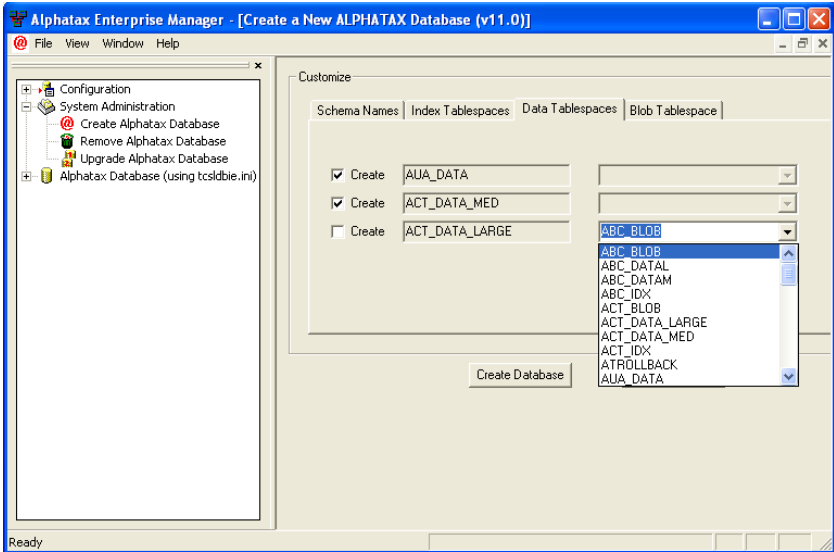 Alphatax Enterprise Manager - [Create a New ALPHATAX Database (v11.0)]
File View Window Help
Configuration
System Administration
Create Alphatax Database
Remove Alphatax Database
Upgrade Alphatax Database
Alphatax Database (using tcsldbie.ini)
Customize
Schema Names Index Tablespaces Data Tablespaces Blob Tablespace
Create AUA_DATA
Create ACT_DATA_MED
Create ACT_DATA_LARGE ABC_BLOB
ABC_BLOB
ABC_DATAL
ABC_DATAM
ABC_IDX
ACT_BLOB
ACT_DATA_LARGE
ACT_DATA_MED
ACT_IDX
ATROLLBACK
AUA_DATA
Create Database
Ready